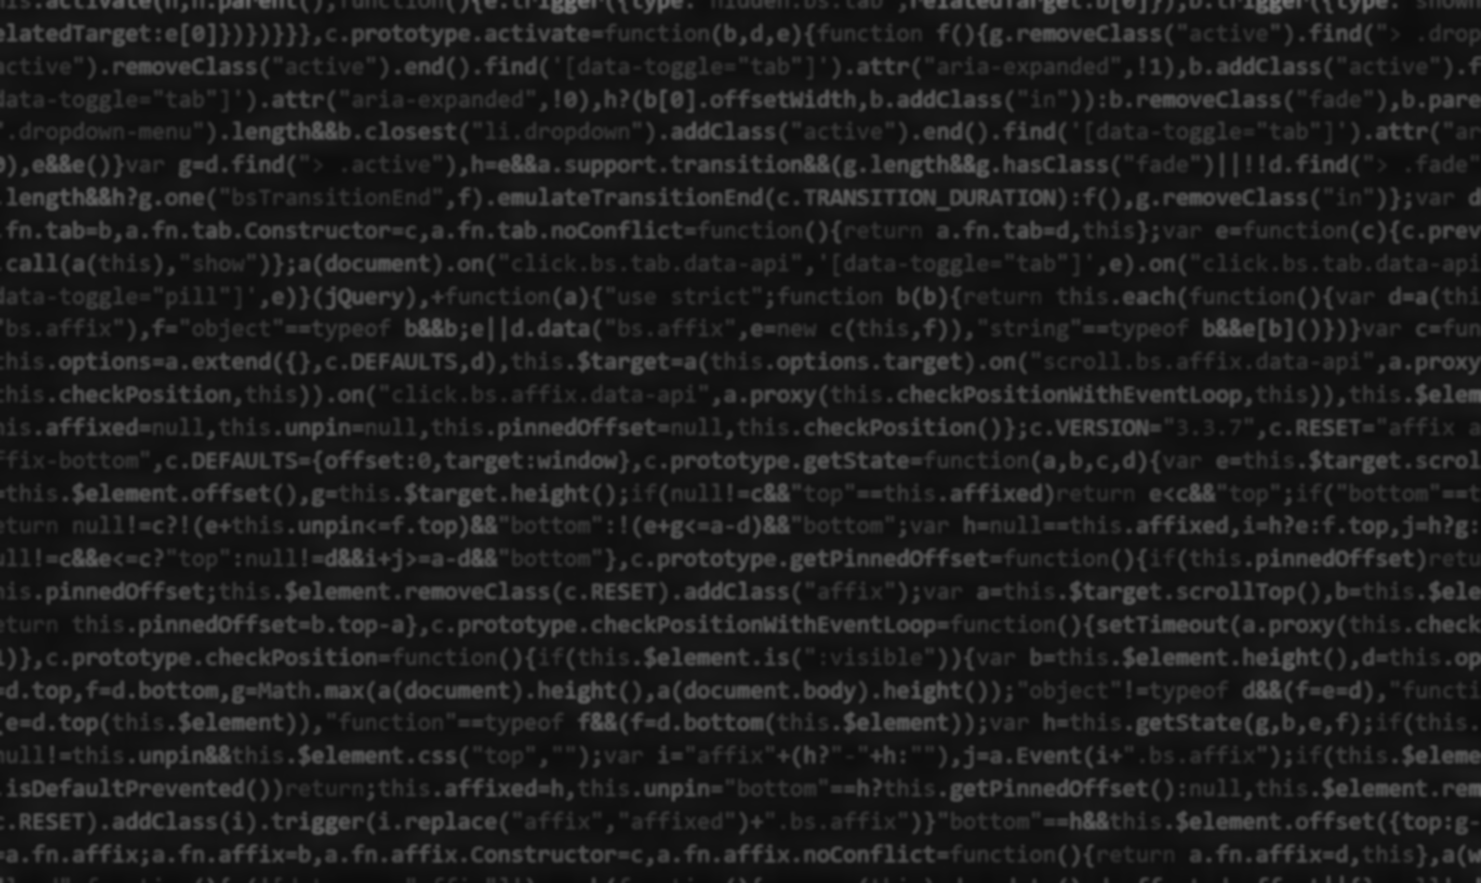 is.activate(h,h.parent(),function(){e.trigger({type:"hidden.bs.tab",relatedTarget:b[0]}),b.trigger({type:"shown
elatedTarget:e[0]})})}}},c.prototype.activate=function(b,d,e){function f(){g.removeClass("active").find("> .drop
active").removeClass("active").end().find('[data-toggle="tab"]').attr("aria-expanded",!1),b.addClass("active").f
data-toggle="tab"]').attr("aria-expanded",!0),h?(b[0].offsetWidth,b.addClass("in")):b.removeClass("fade"),b.pare
".dropdown-menu").length&&b.closest("li.dropdown").addClass("active").end().find('[data-toggle="tab"]').attr("ar
0),e&&e()}var g=d.find("> .active"),h=e&&a.support.transition&&(g.length&&g.hasClass("fade")||!!d.find("> .fade"
.length&&h?g.one("bsTransitionEnd",f).emulateTransitionEnd(c.TRANSITION_DURATION):f(),g.removeClass("in")};var d
.fn.tab=b,a.fn.tab.Constructor=c,a.fn.tab.noConflict=function(){return a.fn.tab=d,this};var e=function(c){c.prev
.call(a(this),"show")};a(document).on("click.bs.tab.data-api",'[data-toggle="tab"]',e).on("click.bs.tab.data-api
data-toggle="pill"]',e)}(jQuery),+function(a){"use strict";function b(b){return this.each(function(){var d=a(thi
"bs.affix"),f="object"==typeof b&&b;e||d.data("bs.affix",e=new c(this,f)),"string"==typeof b&&e[b]()})}var c=fun
this.options=a.extend({},c.DEFAULTS,d),this.$target=a(this.options.target).on("scroll.bs.affix.data-api",a.proxy
this.checkPosition,this)).on("click.bs.affix.data-api",a.proxy(this.checkPositionWithEventLoop,this)),this.$elem
his.affixed=null,this.unpin=null,this.pinnedOffset=null,this.checkPosition()};c.VERSION="3.3.7",c.RESET="affix a
ffix-bottom",c.DEFAULTS={offset:0,target:window},c.prototype.getState=function(a,b,c,d){var e=this.$target.scrol
=this.$element.offset(),g=this.$target.height();if(null!=c&&"top"==this.affixed)return e<c&&"top";if("bottom"==t
eturn null!=c?!(e+this.unpin<=f.top)&&"bottom":!(e+g<=a-d)&&"bottom";var h=null==this.affixed,i=h?e:f.top,j=h?g:
ull!=c&&e<=c?"top":null!=d&&i+j>=a-d&&"bottom"},c.prototype.getPinnedOffset=function(){if(this.pinnedOffset)retu
his.pinnedOffset;this.$element.removeClass(c.RESET).addClass("affix");var a=this.$target.scrollTop(),b=this.$ele
eturn this.pinnedOffset=b.top-a},c.prototype.checkPositionWithEventLoop=function(){setTimeout(a.proxy(this.check
1)},c.prototype.checkPosition=function(){if(this.$element.is(":visible")){var b=this.$element.height(),d=this.op
=d.top,f=d.bottom,g=Math.max(a(document).height(),a(document.body).height());"object"!=typeof d&&(f=e=d),"functi
(e=d.top(this.$element)),"function"==typeof f&&(f=d.bottom(this.$element));var h=this.getState(g,b,e,f);if(this.
null!=this.unpin&&this.$element.css("top","");var i="affix"+(h?"-"+h:""),j=a.Event(i+".bs.affix");if(this.$eleme
.isDefaultPrevented())return;this.affixed=h,this.unpin="bottom"==h?this.getPinnedOffset():null,this.$element.rem
c.RESET).addClass(i).trigger(i.replace("affix","affixed")+".bs.affix")}"bottom"==h&&this.$element.offset({top:g-
=a.fn.affix;a.fn.affix=b,a.fn.affix.Constructor=c,a.fn.affix.noConflict=function(){return a.fn.affix=d,this},a(w